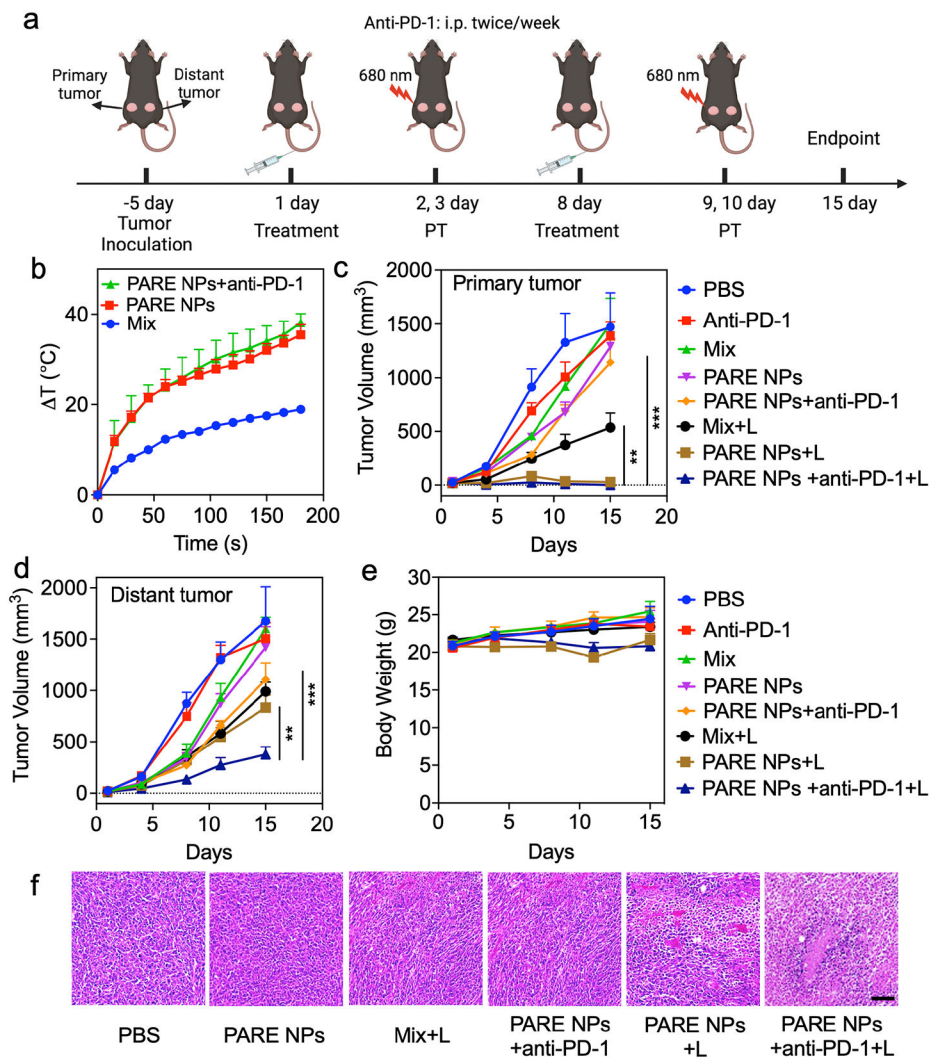 a
Anti-PD-1: i.p. twice/week
Primary
tumor
Distant
tumor
680 nm
680 nm
Endpoint
-5 day
Tumor
Inoculation
1 day
Treatment
2, 3 day
PT
8 day
Treatment
9, 10 day
PT
15 day
b
PARE NPs+anti-PD-1
PARE NPs
Mix
ΔT (°C)
40
20
0
0 50 100 150 200
Time (s)
c
Primary tumor
Tumor Volume (mm³)
2000
1500
1000
500
0
0 5 10 15 20
Days
**
***
PBS
Anti-PD-1
Mix
PARE NPs
PARE NPs+anti-PD-1
Mix+L
PARE NPs+L
PARE NPs +anti-PD-1+L
d
Distant tumor
Tumor Volume (mm³)
2000
1500
1000
500
0
0 5 10 15 20
Days
**
***
e
Body Weight (g)
30
25
20
15
10
5
0
0 5 10 15
Days
PBS
Anti-PD-1
Mix
PARE NPs
PARE NPs+anti-PD-1
Mix+L
PARE NPs+L
PARE NPs +anti-PD-1+L
f
PBS
PARE NPs
Mix+L
PARE NPs
+anti-PD-1
PARE NPs
+L
PARE NPs
+anti-PD-1+L